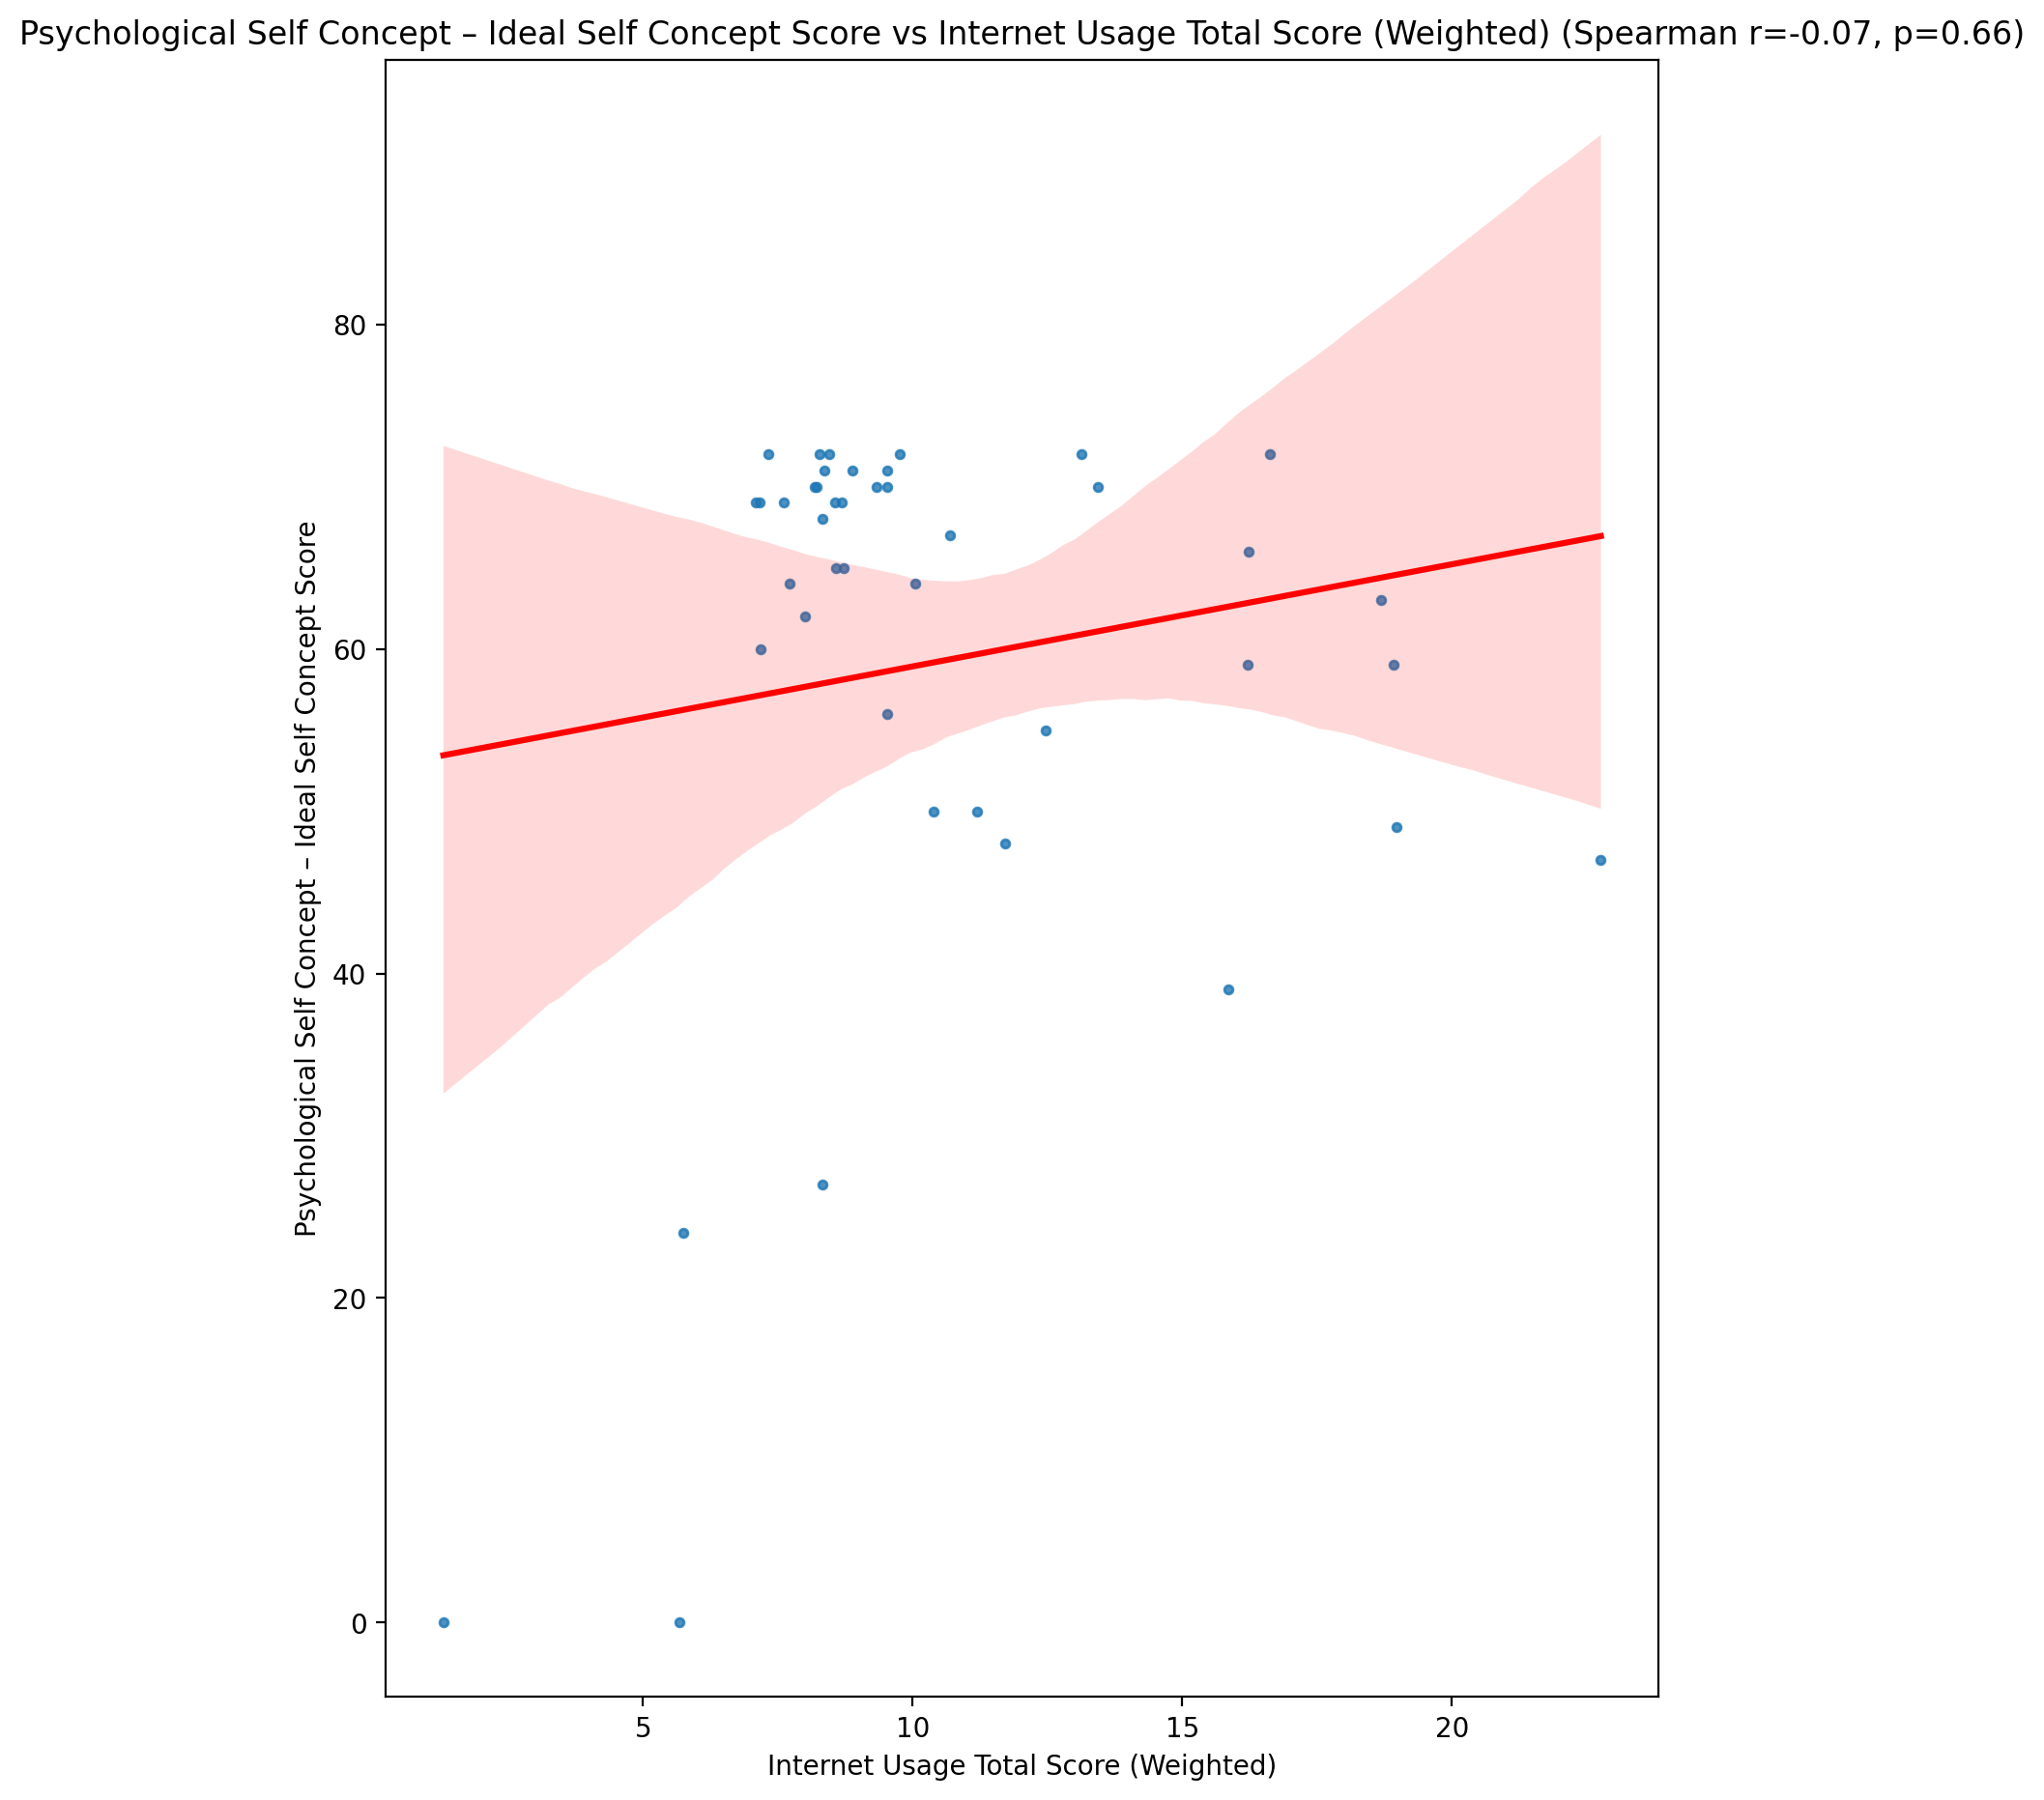 Psychological Self Concept – Ideal Self Concept Score vs Internet Usage Total Score (Weighted) (Spearman r=-0.07, p=0.66)
Psychological Self Concept – Ideal Self Concept Score
80
60
40
20
0
5 10 15 20
Internet Usage Total Score (Weighted)